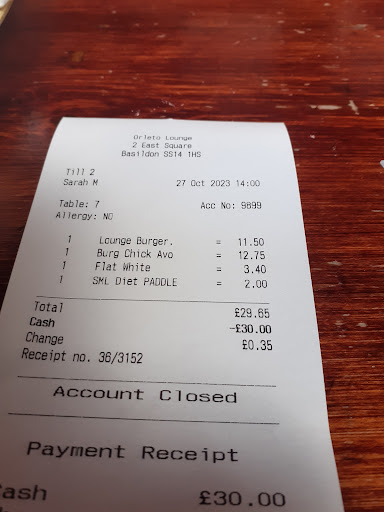 Orleto Lounge
2 East Square
Basildon SS14 1HS
Till 2
Sarah M 27 Oct 2023 14:00
Table: 7 Acc No: 9899
Allergy: NO
1 Lounge Burger. = 11.50
1 Burg Chick Avo = 12.75
1 Flat White = 3.40
1 SML Diet PADDLE = 2.00
Total £29.65
Cash -£30.00
Change £0.35
Receipt no. 36/3152
Account Closed
Payment Receipt
Cash £30.00